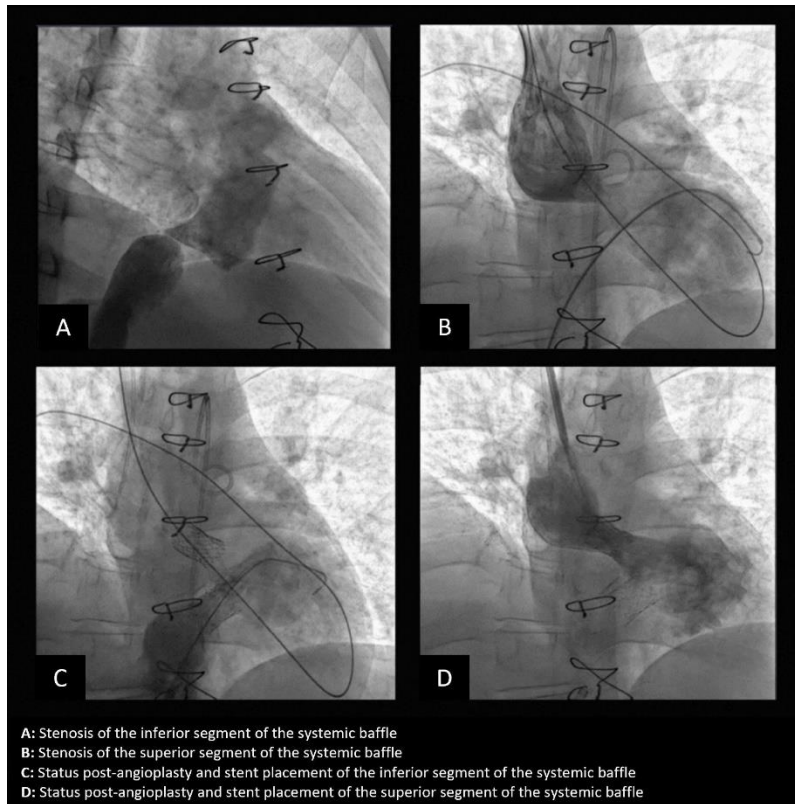 A
B
C
D
A: Stenosis of the inferior segment of the systemic baffle
B: Stenosis of the superior segment of the systemic baffle
C: Status post-angioplasty and stent placement of the inferior segment of the systemic baffle
D: Status post-angioplasty and stent placement of the superior segment of the systemic baffle